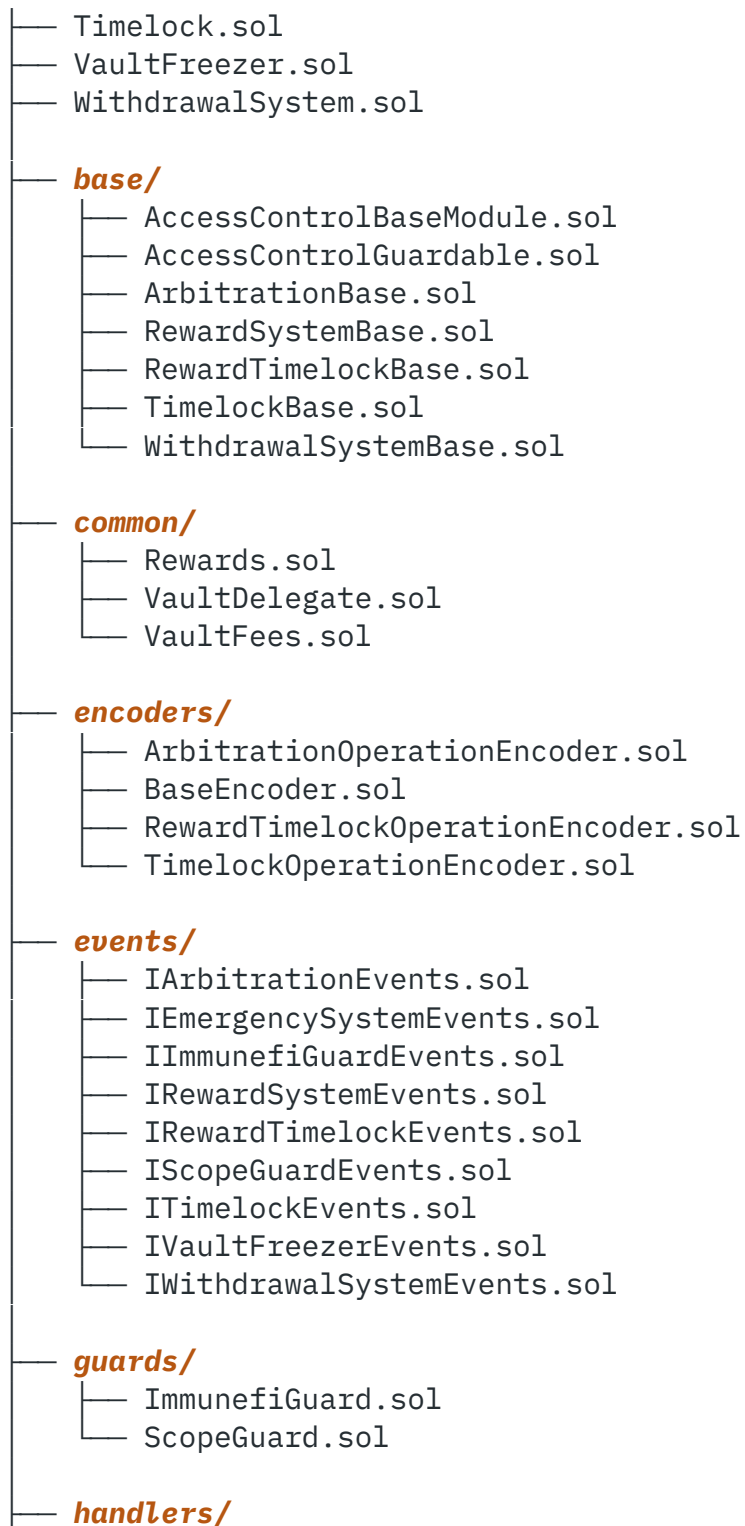 ├── Timelock.sol
├── VaultFreezer.sol
├── WithdrawalSystem.sol
├── base/
│   ├── AccessControlBaseModule.sol
│   ├── AccessControlGuardable.sol
│   ├── ArbitrationBase.sol
│   ├── RewardSystemBase.sol
│   ├── RewardTimelockBase.sol
│   ├── TimelockBase.sol
│   └── WithdrawalSystemBase.sol
├── common/
│   ├── Rewards.sol
│   ├── VaultDelegate.sol
│   └── VaultFees.sol
├── encoders/
│   ├── ArbitrationOperationEncoder.sol
│   ├── BaseEncoder.sol
│   ├── RewardTimelockOperationEncoder.sol
│   └── TimelockOperationEncoder.sol
├── events/
│   ├── IArbitrationEvents.sol
│   ├── IEmergencySystemEvents.sol
│   ├── IImmunefiGuardEvents.sol
│   ├── IRewardSystemEvents.sol
│   ├── IRewardTimelockEvents.sol
│   ├── IScopeGuardEvents.sol
│   ├── ITimelockEvents.sol
│   ├── IVaultFreezerEvents.sol
│   └── IWithdrawalSystemEvents.sol
├── guards/
│   ├── ImmunefiGuard.sol
│   └── ScopeGuard.sol
├── handlers/